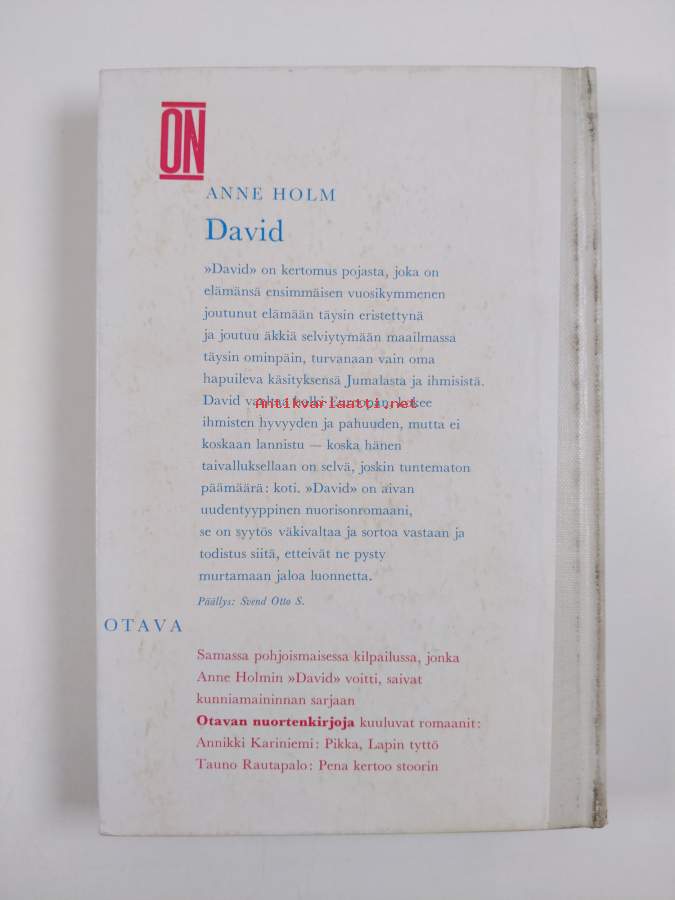 ON
ANNE HOLM
David
»David» on kertomus pojasta, joka on
elämänsä ensimmäisen vuosikymmenen
joutunut elämään täysin eristettynä
ja joutuu äkkiä selviytymään maailmassa
täysin ominpäin, turvanaan vain oma
hapuileva käsityksensä Jumalasta ja ihmisistä.
David halki
Antikvariaatti.net
ihmisten hyvyyden ja pahuuden, mutta ei
koskaan lannistu — koska hänen
taivalluksellaan on selvä, joskin tuntematon
päämäärä: koti. »David» on aivan
uudentyyppinen nuorisonromaani,
se on syytös väkivaltaa ja sortoa vastaan ja
todistus siitä, etteivät ne pysty
murtamaan jaloa luonnetta.
Päällys: Svend Otto S.
OTAVA
Samassa pohjoismaisessa kilpailussa, jonka
Anne Holmin »David» voitti, saivat
kunniamaininnan sarjaan
Otavan nuortenkirjoja kuuluvat romaanit:
Annikki Kariniemi: Pikka, Lapin tyttö
Tauno Rautapalo: Pena kertoo stoorin